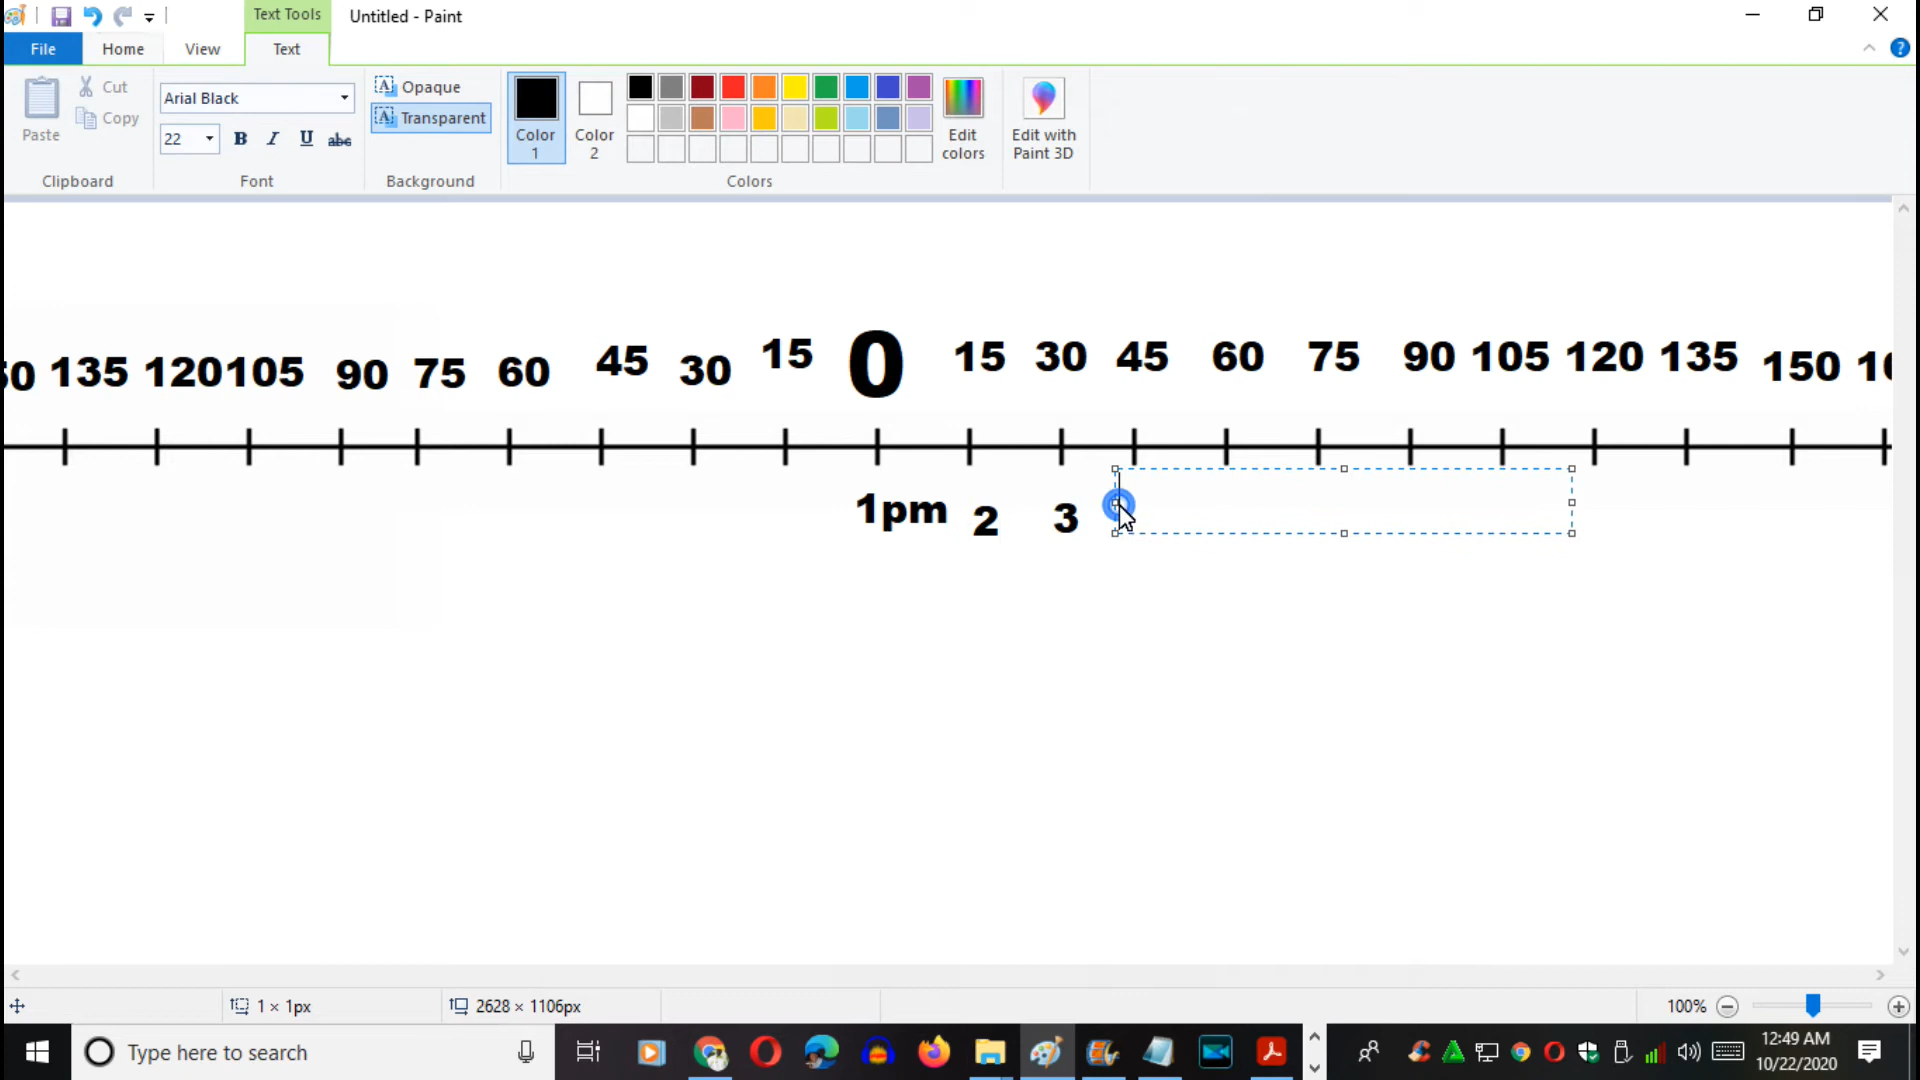 Text Tools Untitled - Paint
File Home View Text
Paste Cut Copy
Arial Black
22 B I U abc
Opaque
Transparent
Color 1
Color 2
Edit colors
Edit with Paint 3D
Clipboard Font Background Colors
135 120 105 90 75 60 45 30 15 0 15 30 45 60 75 90 105 120 135 150
1pm 2 3
1 × 1px 2628 × 1106px 100%
Type here to search
12:49 AM
10/22/2020